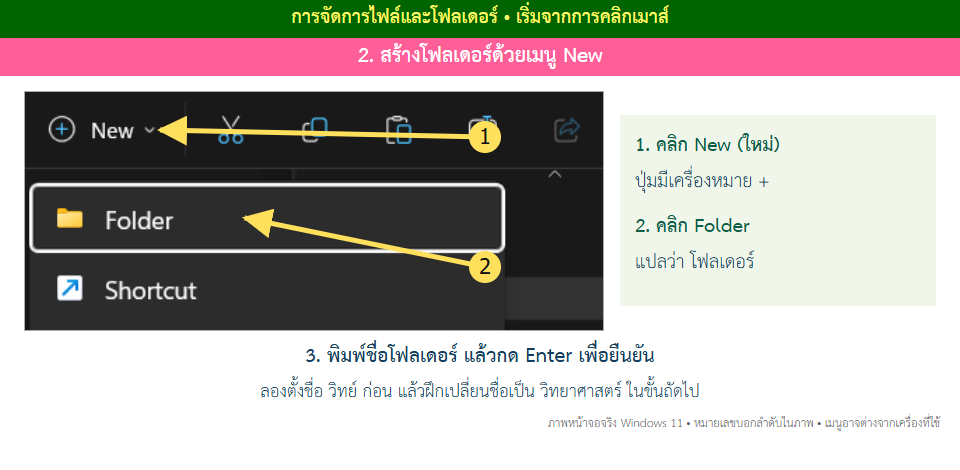 การจัดการไฟล์และโฟลเดอร์ • เริ่มจากการคลิกเมาส์
2. สร้างโฟลเดอร์ด้วยเมนู New
New
1
Folder
2
Shortcut
1. คลิก New (ใหม่)
ปุ่มมีเครื่องหมาย +
2. คลิก Folder
แปลว่า โฟลเดอร์
3. พิมพ์ชื่อโฟลเดอร์ แล้วกด Enter เพื่อยืนยัน
ลองตั้งชื่อ วิทย์ ก่อน แล้วฝึกเปลี่ยนชื่อเป็น วิทยาศาสตร์ ในขั้นถัดไป
ภาพหน้าจอจริง Windows 11 • หมายเลขบอกลำดับในภาพ • เมนูอาจต่างจากเครื่องที่ใช้